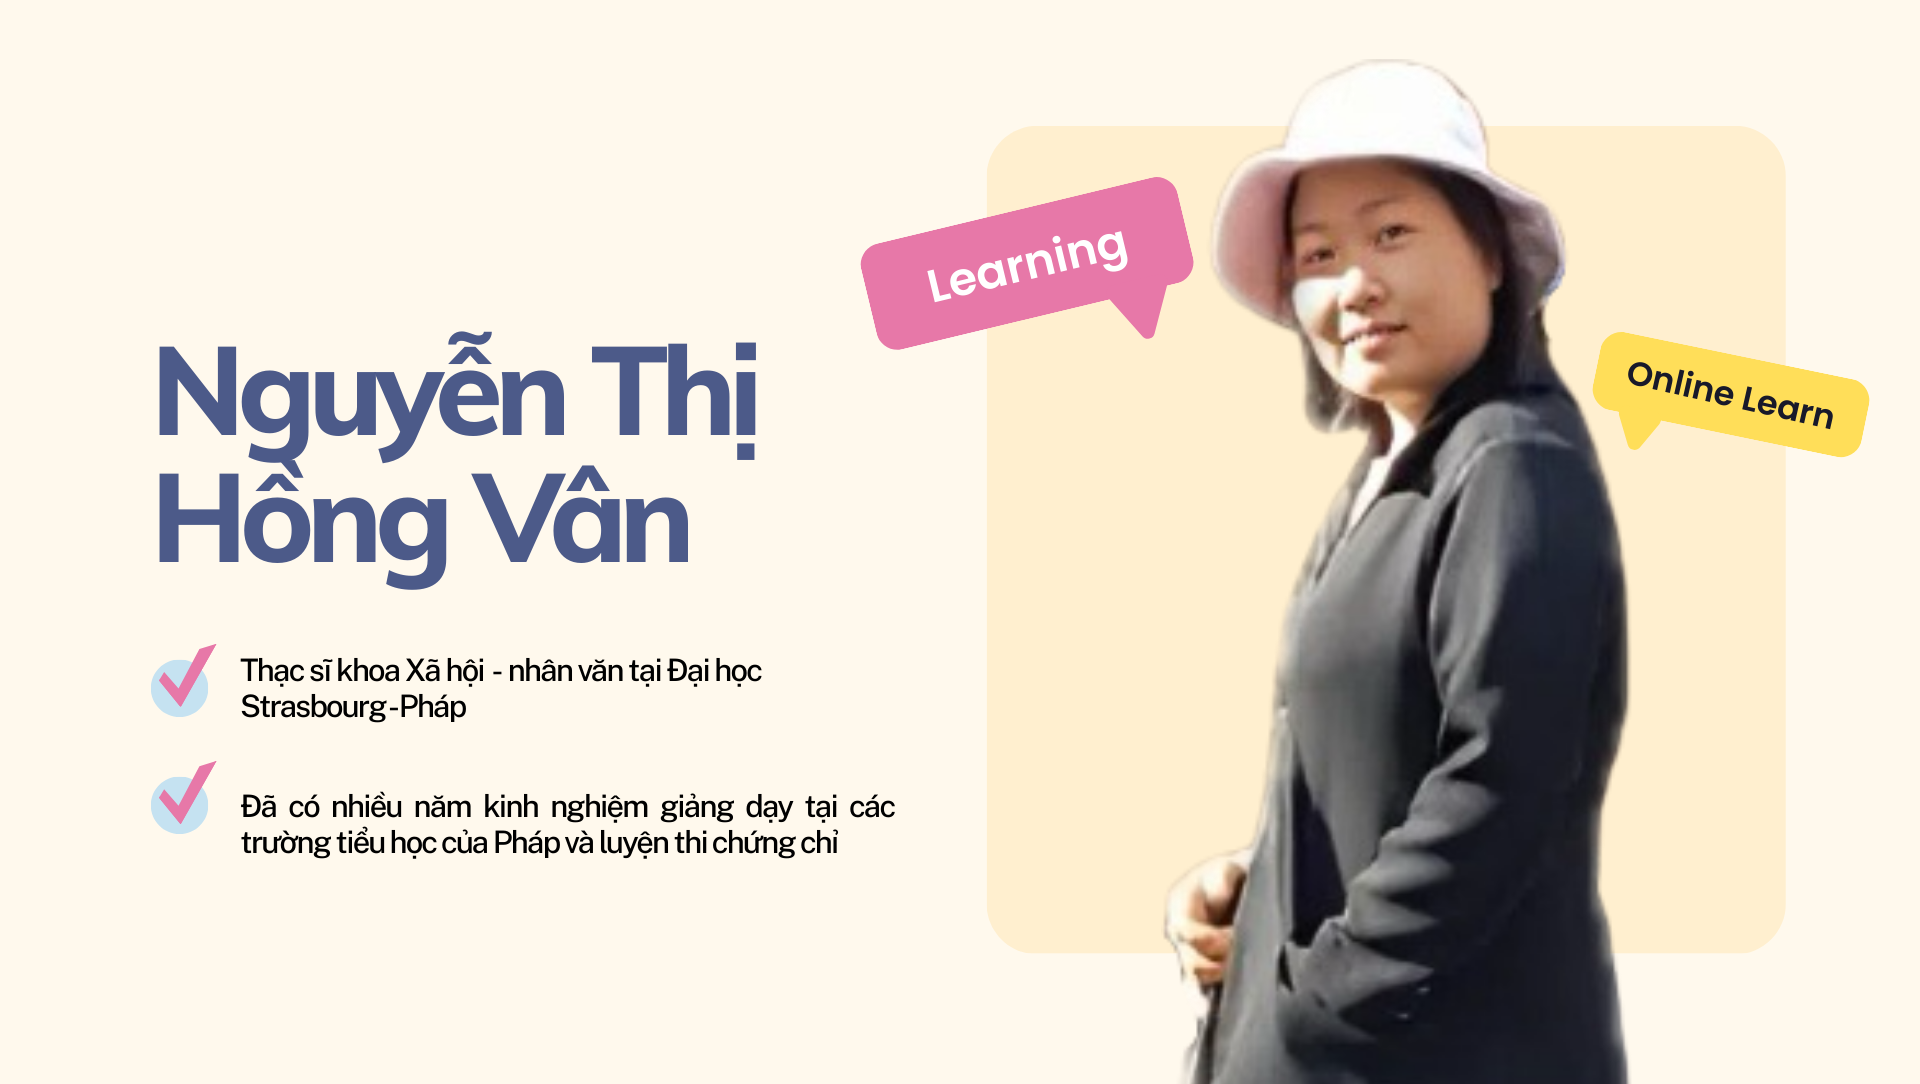 Learning
Online Learn
Nguyễn Thị
Hồng Vân
Thạc sĩ khoa Xã hội - nhân văn tại Đại học
Strasbourg-Pháp
Đã có nhiều năm kinh nghiệm giảng dạy tại các
trường tiểu học của Pháp và luyện thi chứng chỉ